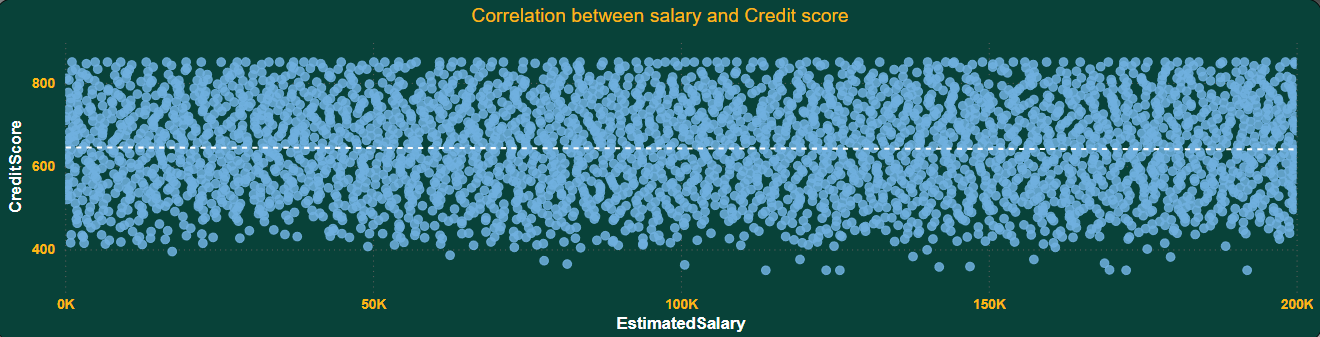 Correlation between salary and Credit score
CreditScore
800
600
400
0K 50K 100K 150K 200K
EstimatedSalary